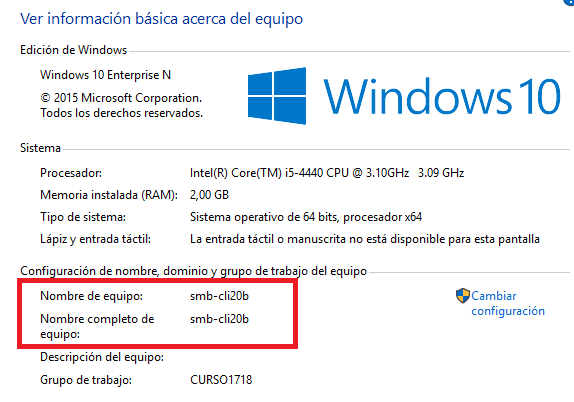 Ver información básica acerca del equipo
Edición de Windows
Windows 10 Enterprise N
© 2015 Microsoft Corporation.
Todos los derechos reservados.
Windows 10
Sistema
Procesador: Intel(R) Core(TM) i5-4440 CPU @ 3.10GHz 3.09 GHz
Memoria instalada (RAM): 2,00 GB
Tipo de sistema: Sistema operativo de 64 bits, procesador x64
Lápiz y entrada táctil: La entrada táctil o manuscrita no está disponible para esta pantalla
Configuración de nombre, dominio y grupo de trabajo del equipo
Nombre de equipo: smb-cli20b
Cambiar
configuración
Nombre completo de smb-cli20b
equipo:
Descripción del equipo:
Grupo de trabajo: CURSO1718